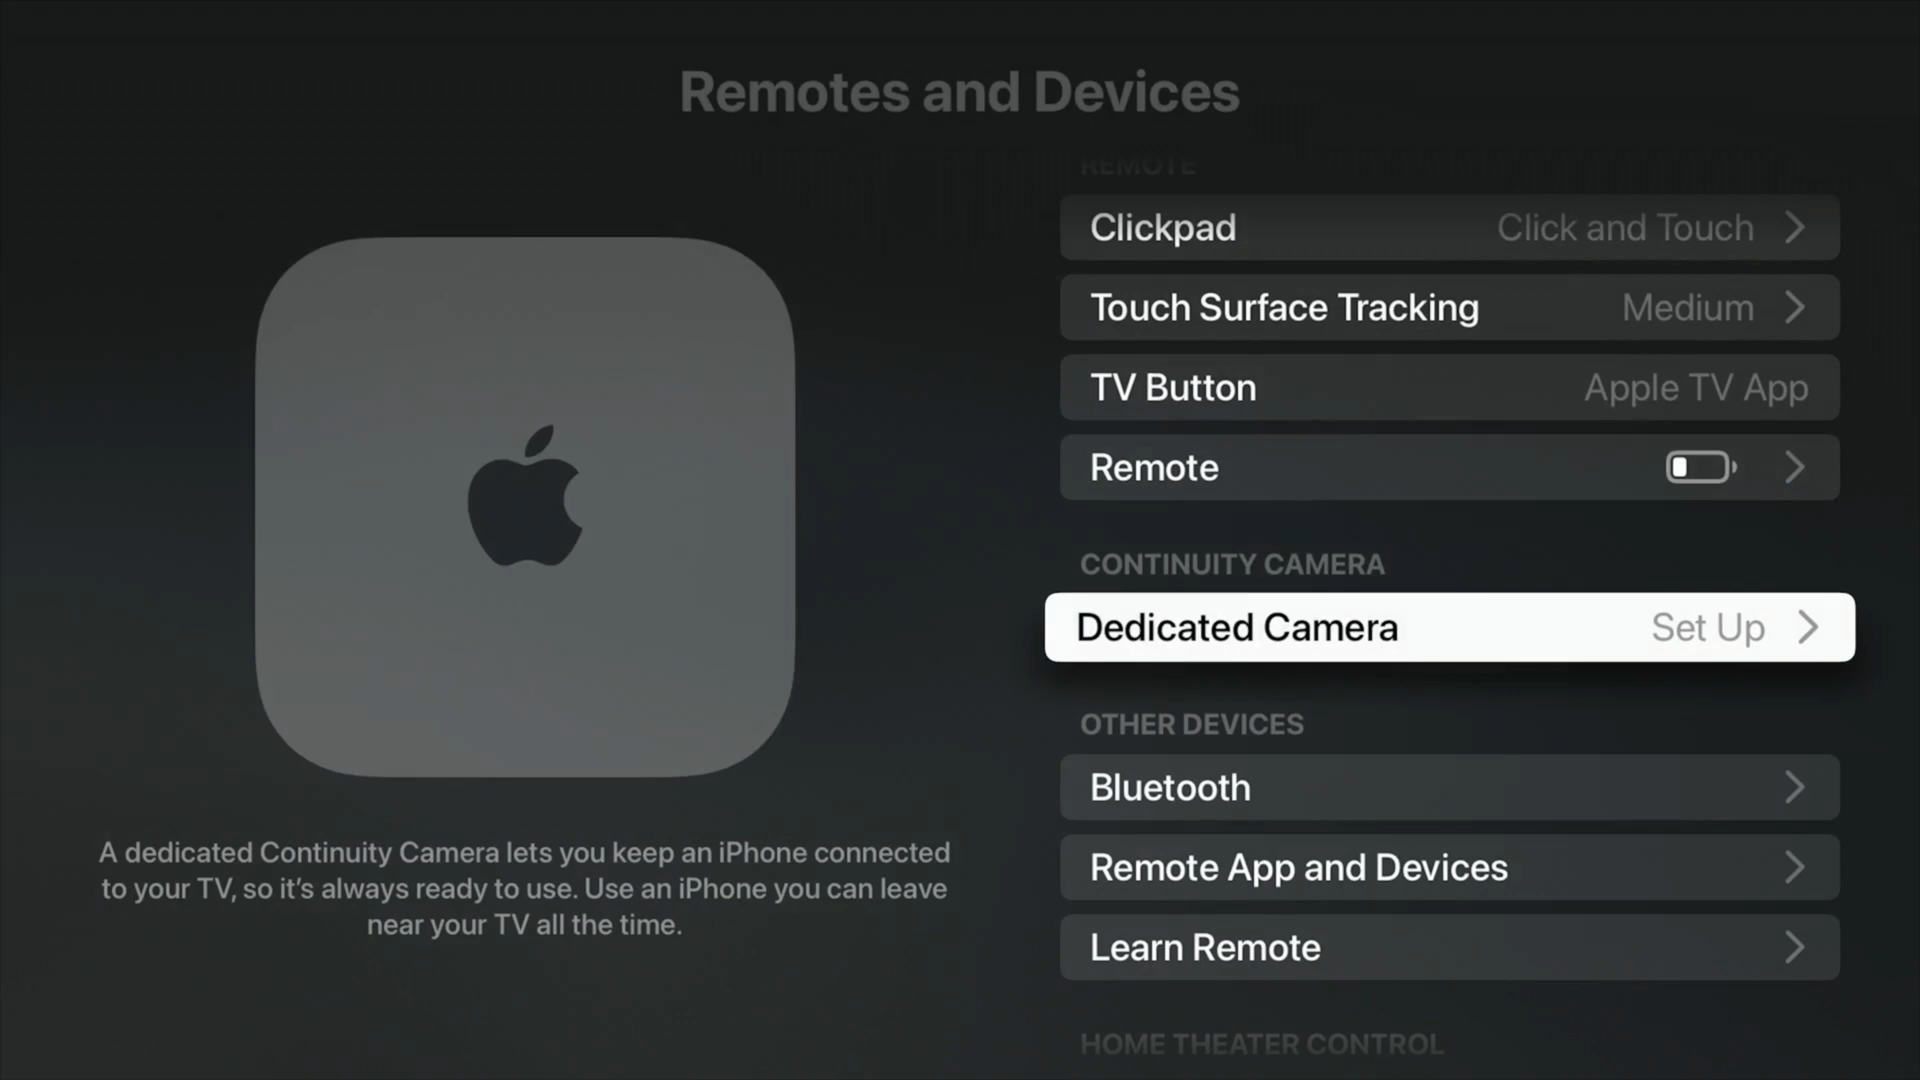 Remotes and Devices
REMOTE
Clickpad Click and Touch
Touch Surface Tracking Medium
TV Button Apple TV App
Remote
CONTINUITY CAMERA
Dedicated Camera Set Up
OTHER DEVICES
Bluetooth
Remote App and Devices
Learn Remote
HOME THEATER CONTROL
A dedicated Continuity Camera lets you keep an iPhone connected
to your TV, so it’s always ready to use. Use an iPhone you can leave
near your TV all the time.